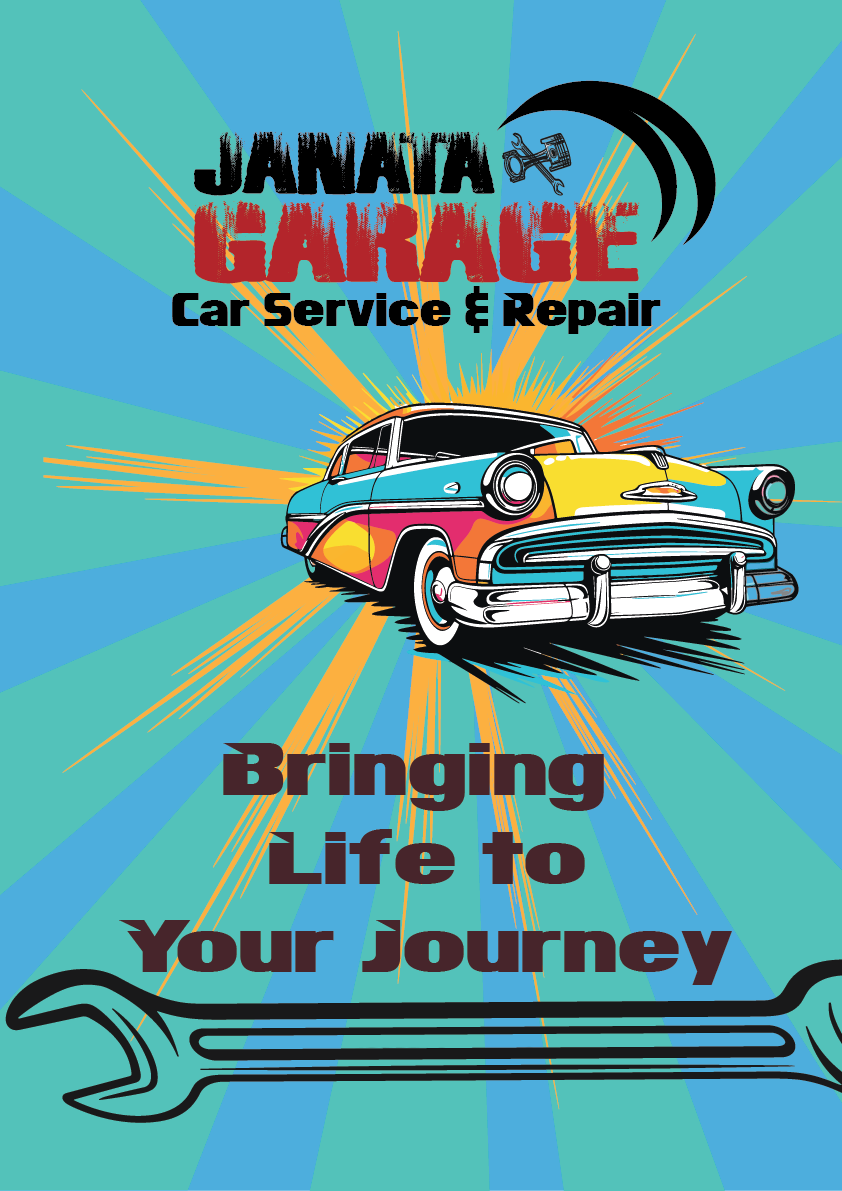 JANATA
GARAGE
Car Service & Repair
Bringing
Life to
Your Journey